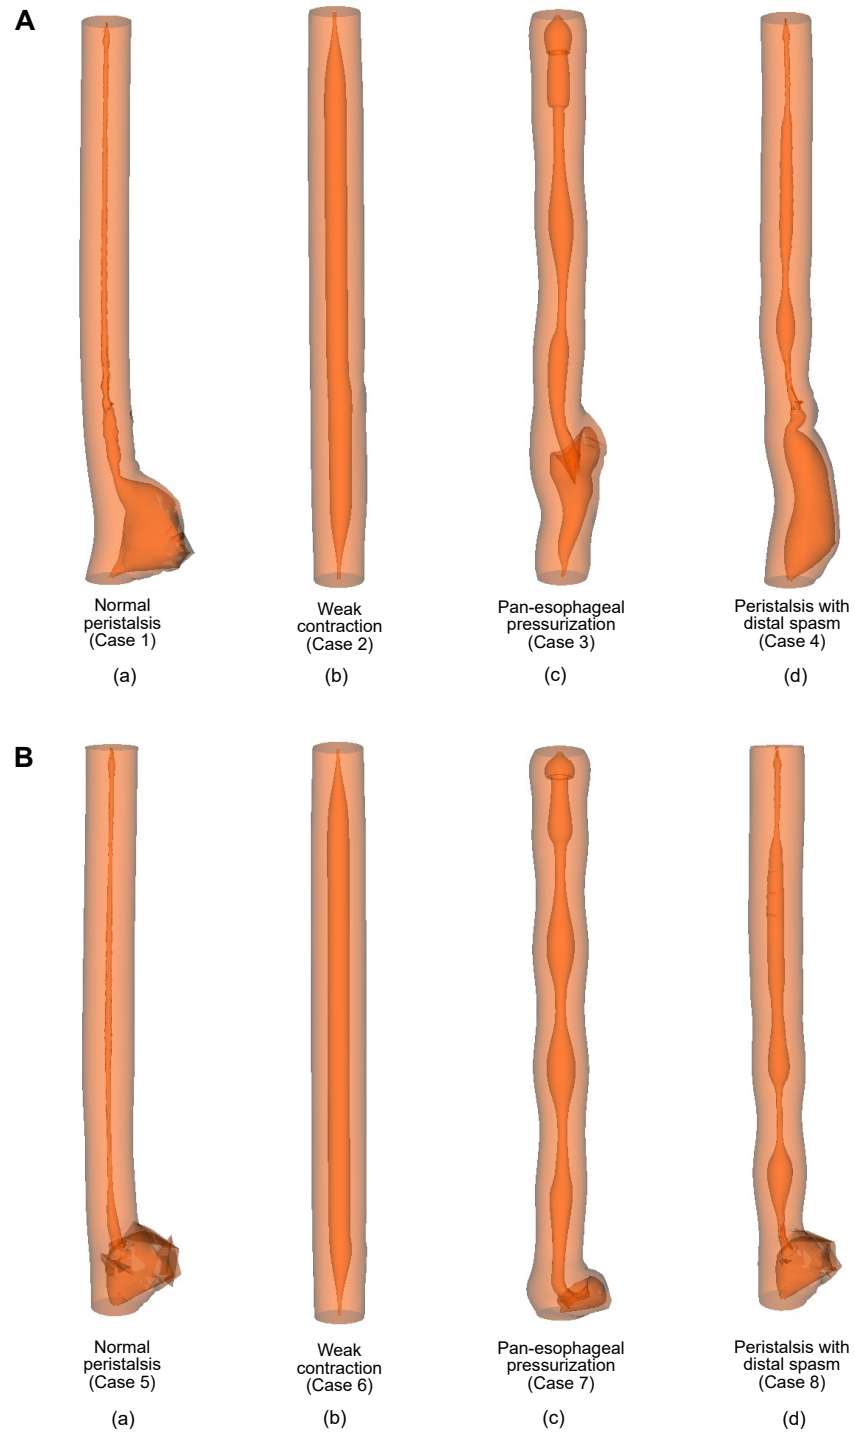 A
Normal
peristalsis
(Case 1)
Weak
contraction
(Case 2)
Pan-esophageal
pressurization
(Case 3)
Peristalsis with
distal spasm
(Case 4)
(a)
(b)
(c)
(d)
B
Normal
peristalsis
(Case 5)
Weak
contraction
(Case 6)
Pan-esophageal
pressurization
(Case 7)
Peristalsis with
distal spasm
(Case 8)
(a)
(b)
(c)
(d)